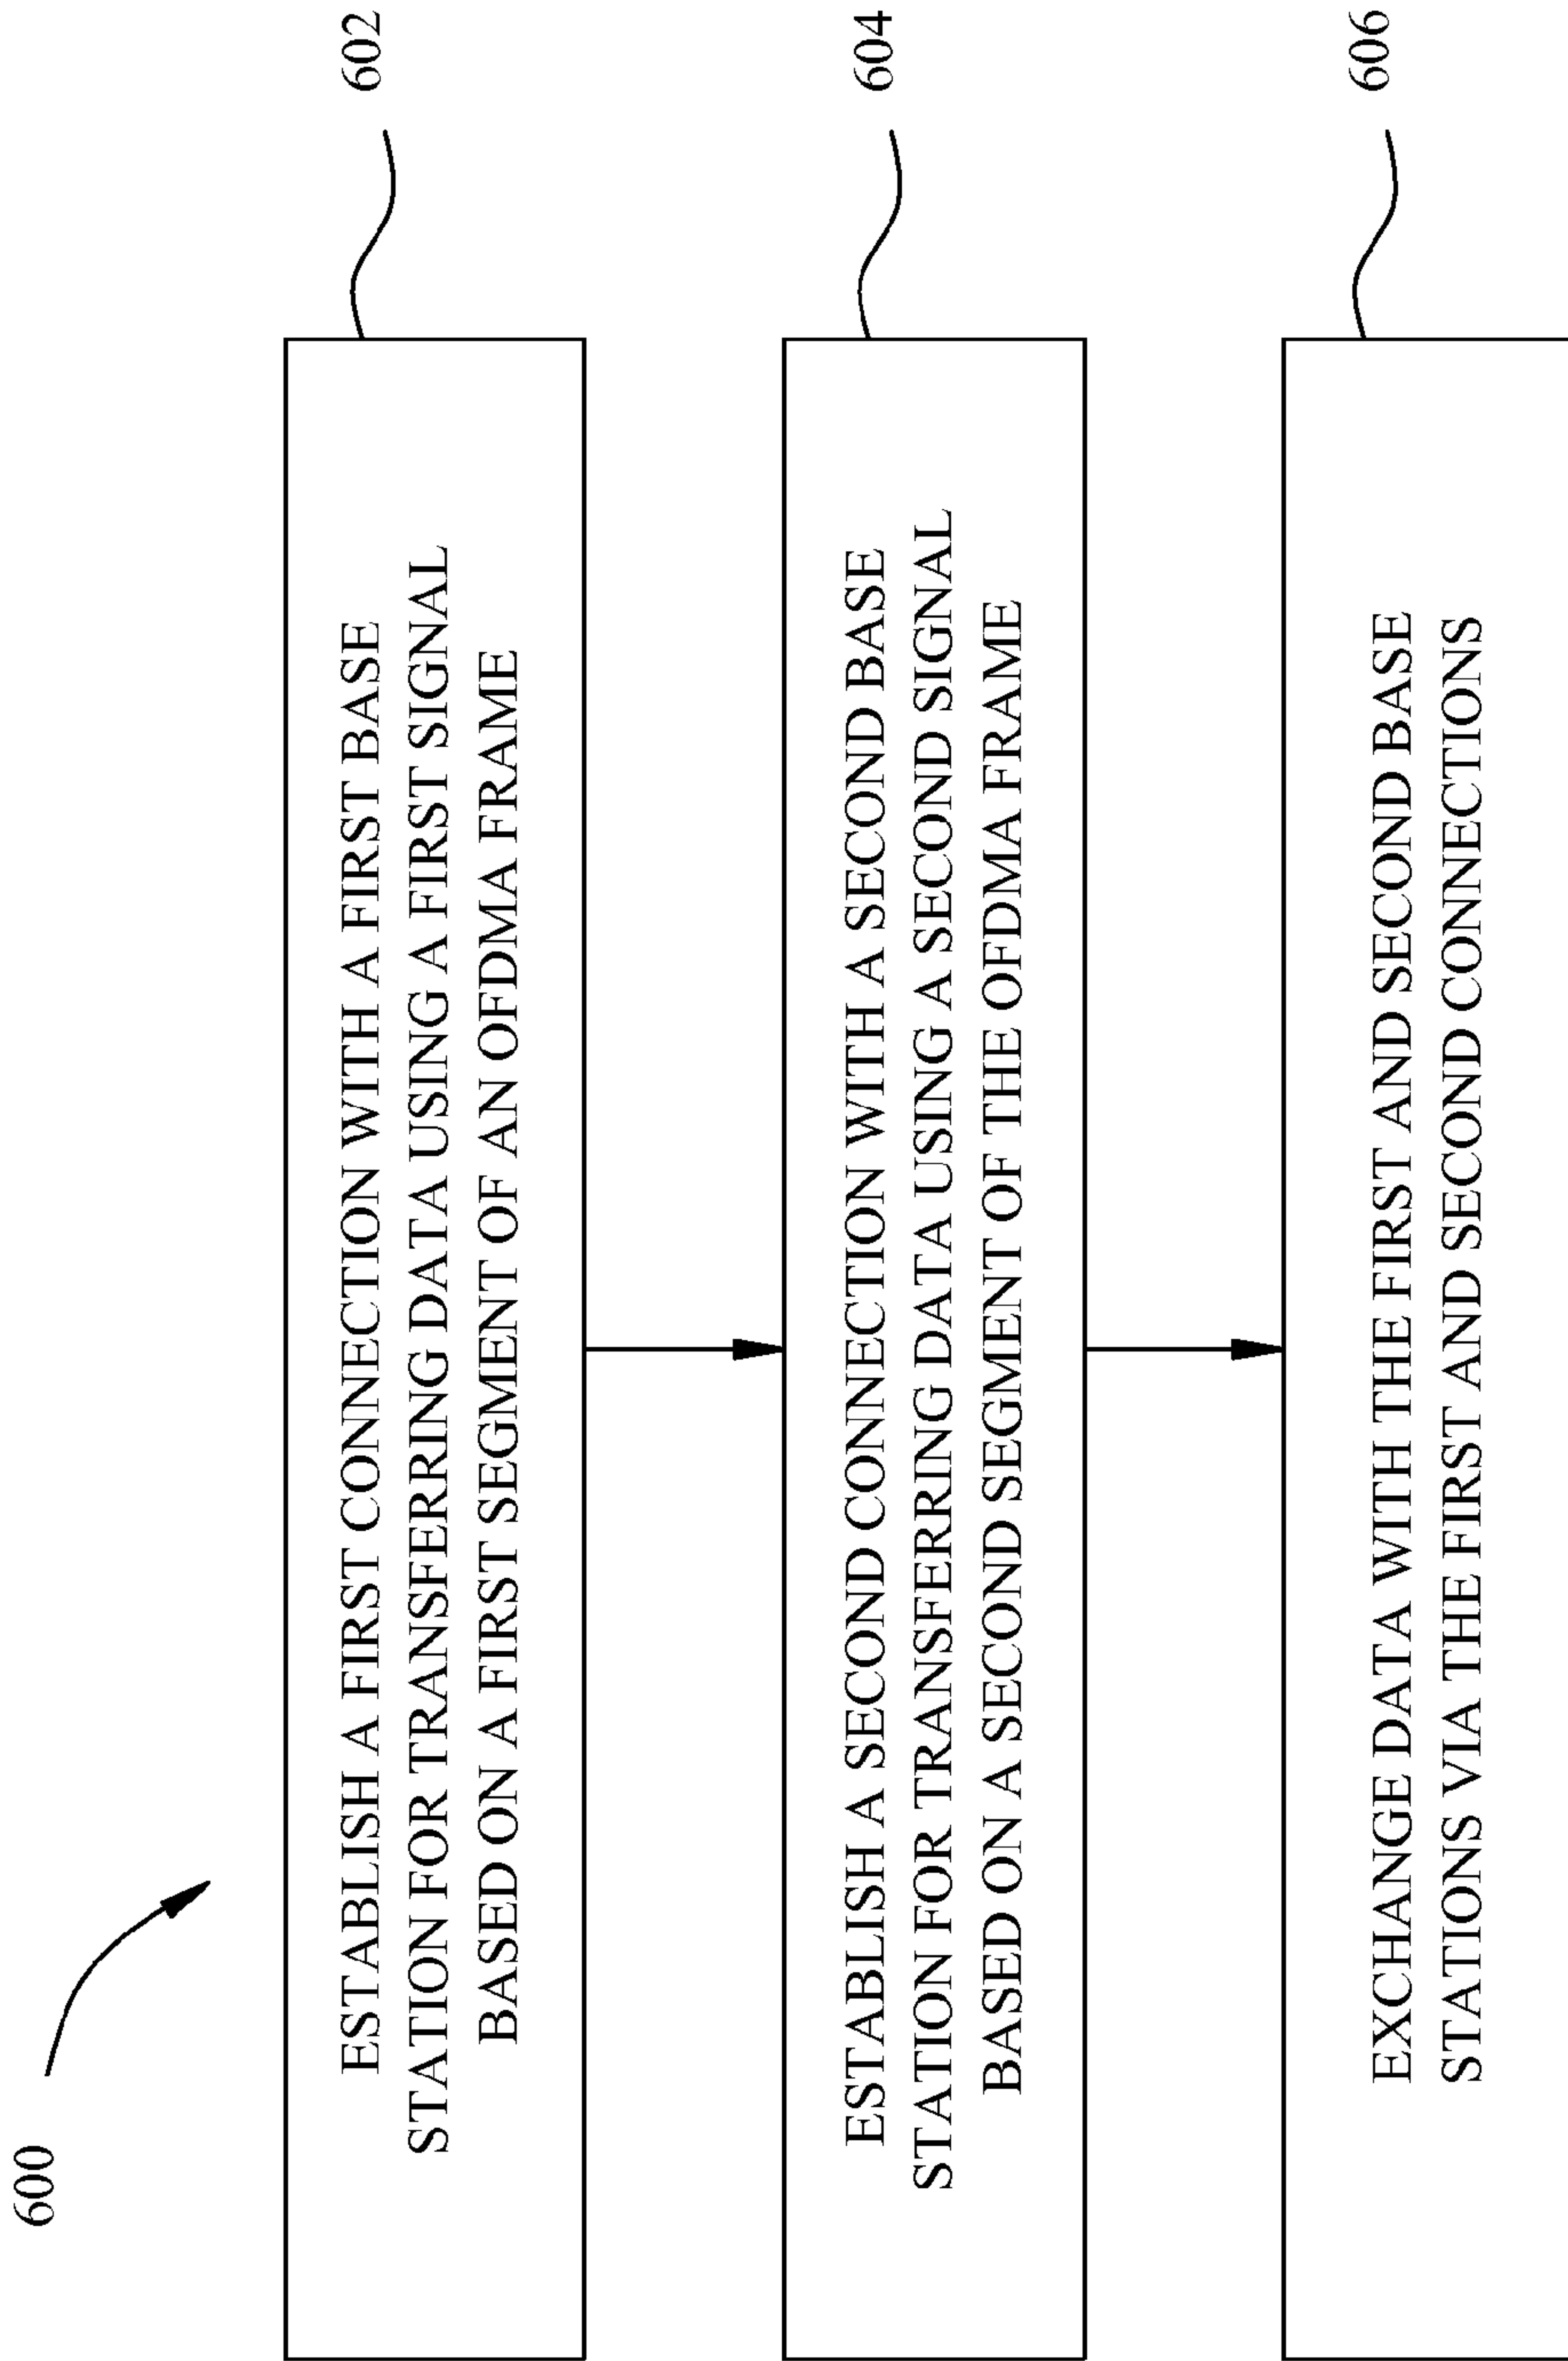 600
602
ESTABLISH A FIRST CONNECTION WITH A FIRST BASE
STATION FOR TRANSFERRING DATA USING A FIRST SIGNAL
BASED ON A FIRST SEGMENT OF AN OFDMA FRAME
604
ESTABLISH A SECOND CONNECTION WITH A SECOND BASE
STATION FOR TRANSFERRING DATA USING A SECOND SIGNAL
BASED ON A SECOND SEGMENT OF THE OFDMA FRAME
606
EXCHANGE DATA WITH THE FIRST AND SECOND BASE
STATIONS VIA THE FIRST AND SECOND CONNECTIONS